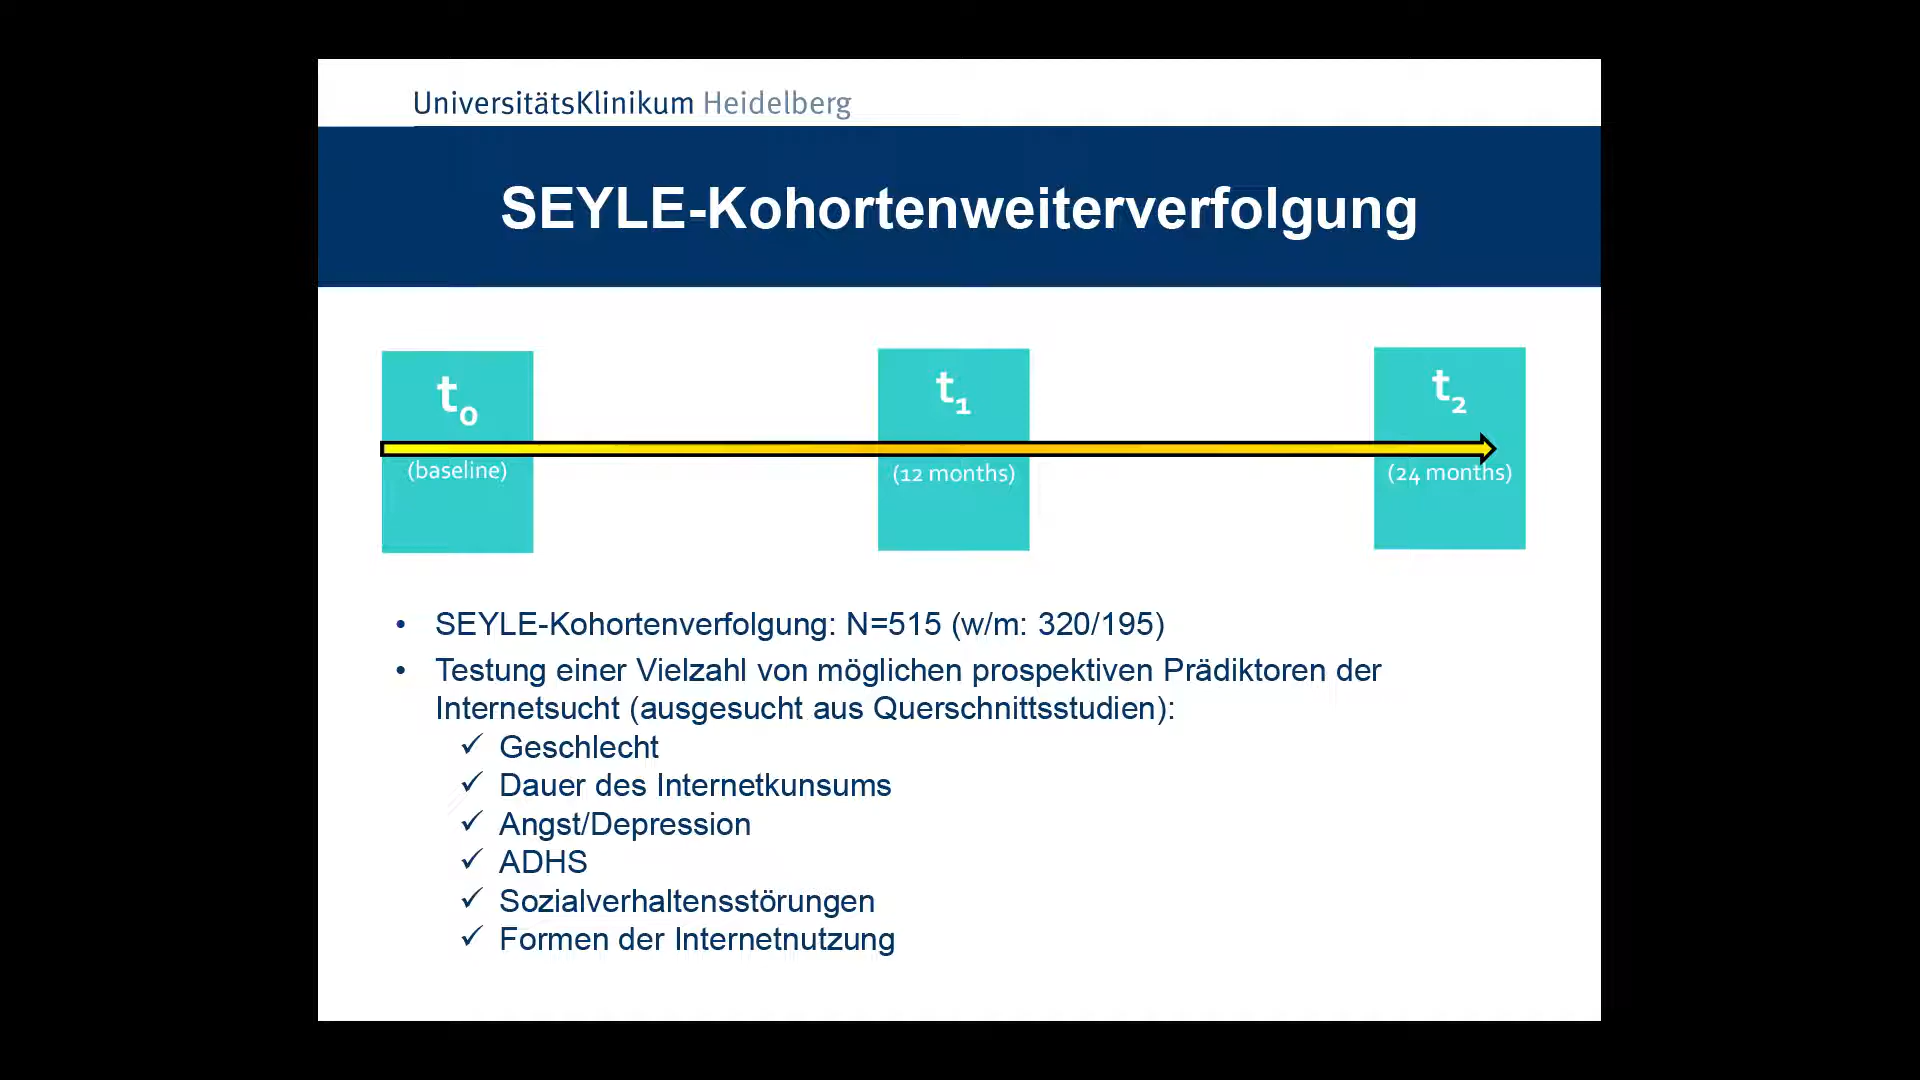 UniversitätsKlinikum Heidelberg
SEYLE-Kohortenweiterverfolgung
t0
(baseline)
t1
(12 months)
t2
(24 months)
• SEYLE-Kohortenverfolgung: N=515 (w/m: 320/195)
• Testung einer Vielzahl von möglichen prospektiven Prädiktoren der
Internetsucht (ausgesucht aus Querschnittsstudien):
✓ Geschlecht
✓ Dauer des Internetkunsums
✓ Angst/Depression
✓ ADHS
✓ Sozialverhaltensstörungen
✓ Formen der Internetnutzung